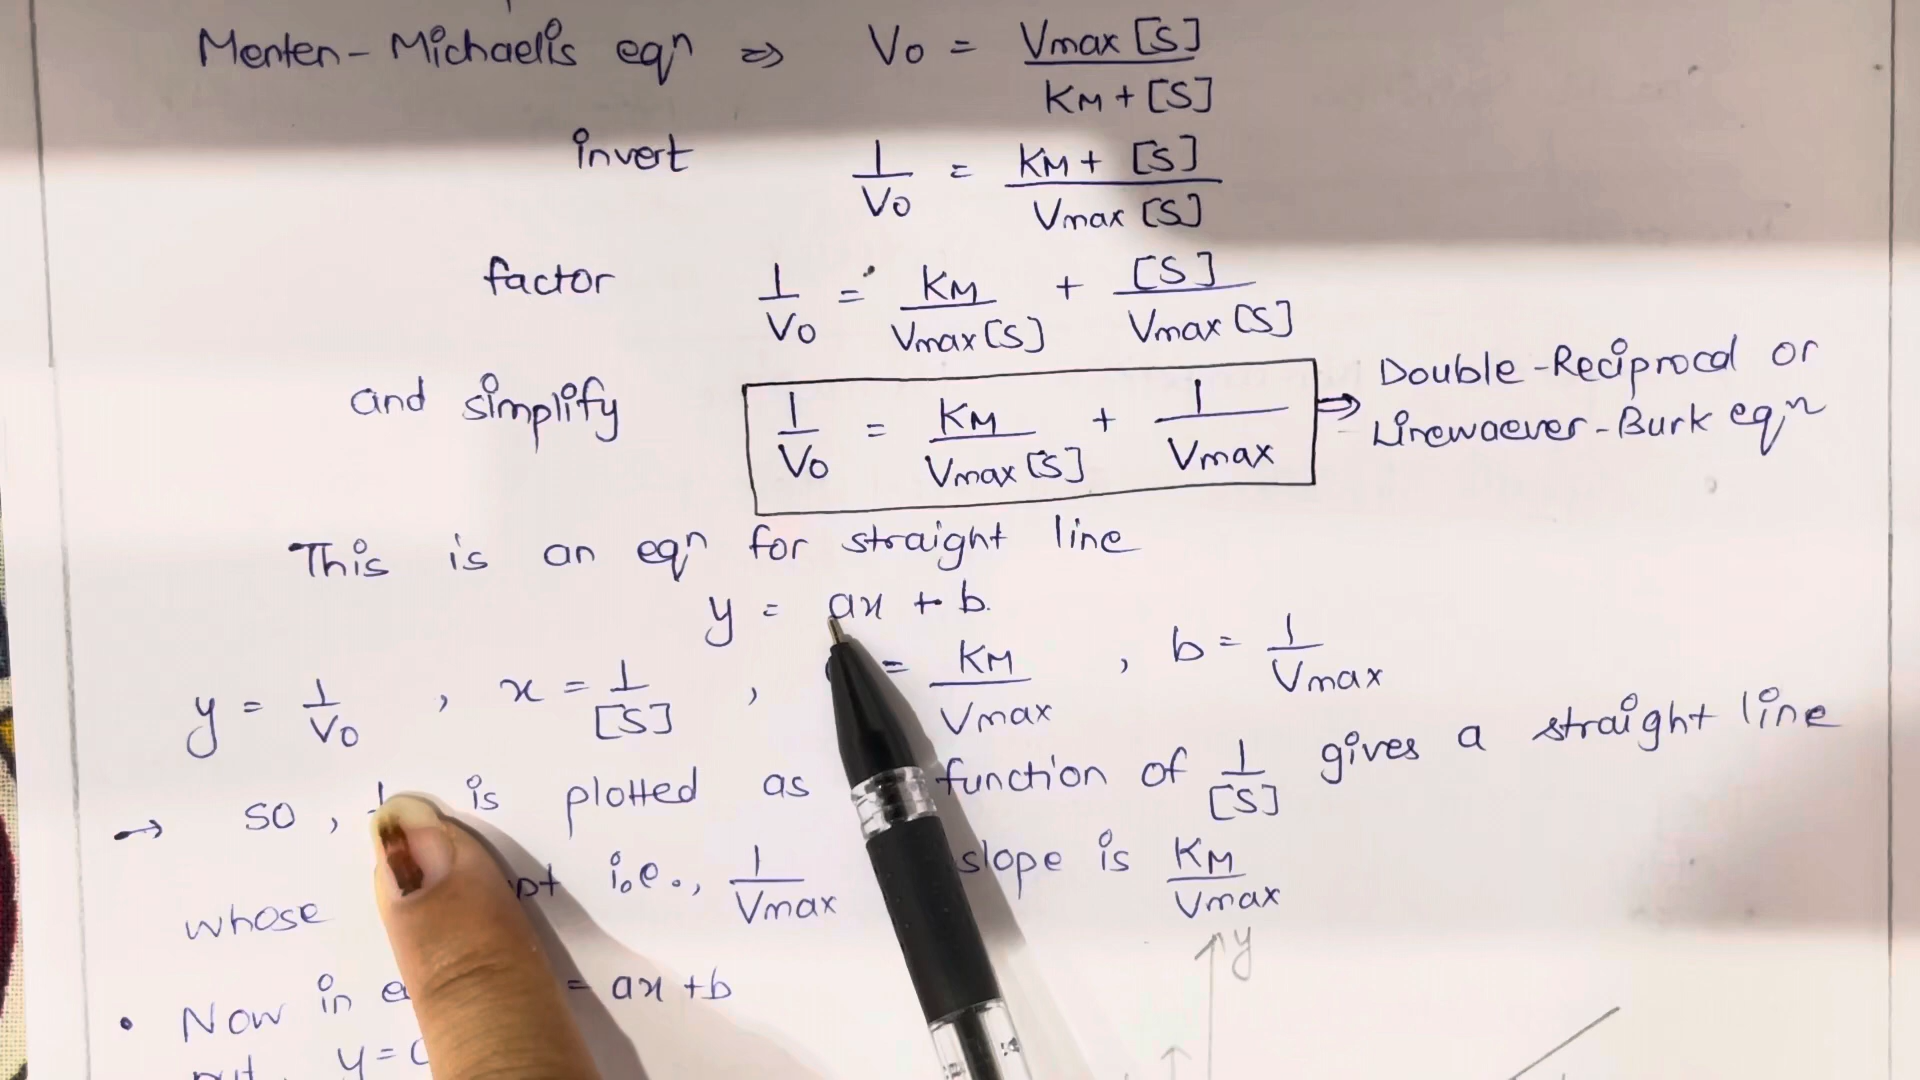 Menten-Michaelis eqn ⇒ Vo = Vmax [S] / KM + [S]
invert 1/Vo = KM + [S] / Vmax [S]
factor 1/Vo = KM / Vmax [S] + [S] / Vmax [S]
and simplify 1/Vo = KM / Vmax [S] + 1 / Vmax ⇒ Double-Reciprocal or
Linewaever-Burk eqn
This is an eqn for straight line
y = ax + b.
y = 1/Vo , x = 1/[S] , = KM/Vmax , b = 1/Vmax
→ so, is plotted as function of 1/[S] gives a straight line
whose i.e., 1/Vmax slope is KM/Vmax
y
• Now in = ax + b
y =